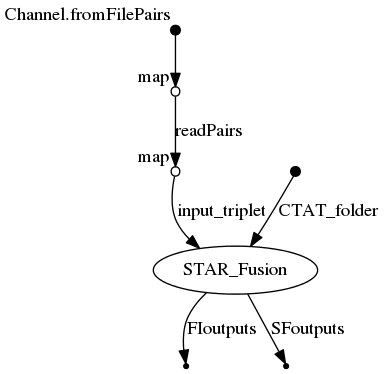 Channel.fromFilePairs
map
readPairs
map
input_triplet
CTAT_folder
STAR_Fusion
FIoutputs
SFoutputs